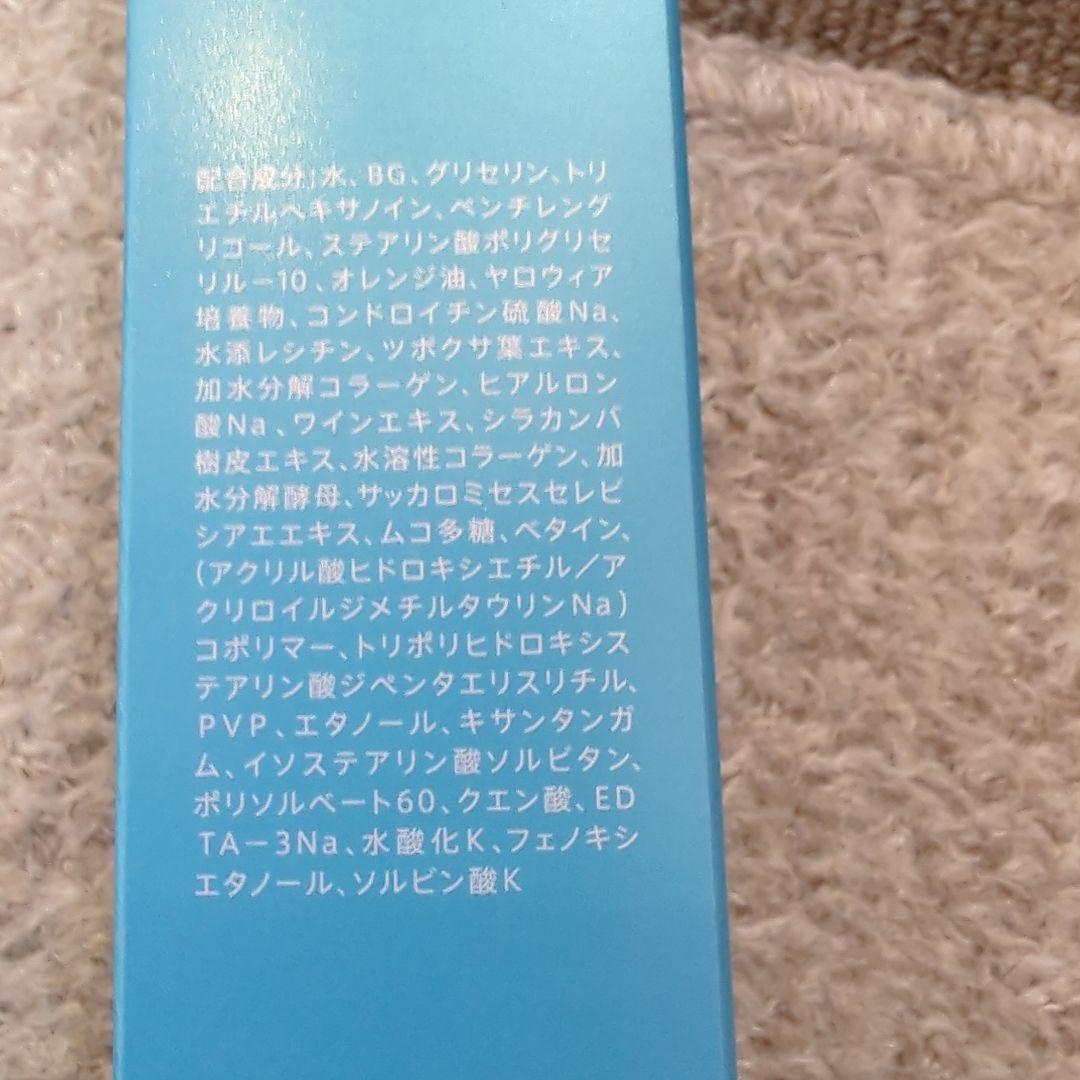 配合成分:水、BG、グリセリン、トリ
エチルヘキサノイン、ペンチレング
リコール、ステアリン酸ポリグリセ
リルー10、オレンジ油、ヤロウィア
培養物、コンドロイチン硫酸Na、
水添レシチン、ツボクサ葉エキス、
加水分解コラーゲン、ヒアルロン
酸Na、ワインエキス、シラカンバ
樹皮エキス、水溶性コラーゲン、加
水分解酵母、サッカロミセスセレビ
シアエエキス、ムコ多糖、ベタイン、
(アクリル酸ヒドロキシエチル/ア
クリロイルジメチルタウリンNa)
コポリマー、トリポリヒドロキシス
テアリン酸ジペンタエリスリチル、
PVP、エタノール、キサンタンガ
ム、イソステアリン酸ソルビタン、
ポリソルベート60、クエン酸、ED
TAー3Na、水酸化K、フェノキシ
エタノール、ソルビン酸K